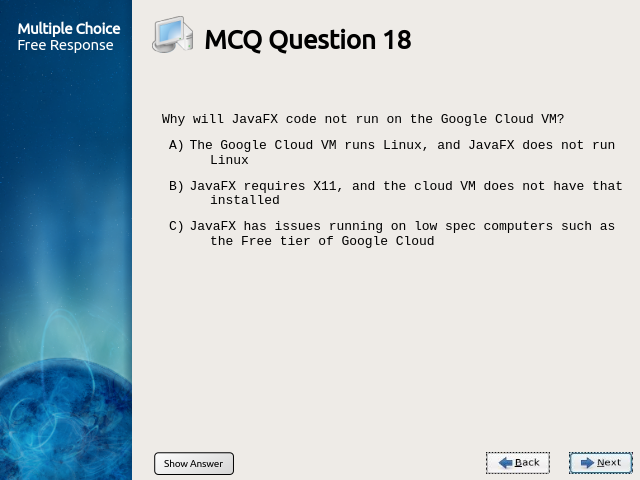 Multiple Choice
Free Response
MCQ Question 18
Why will JavaFX code not run on the Google Cloud VM?
A) The Google Cloud VM runs Linux, and JavaFX does not run
Linux
B) JavaFX requires X11, and the cloud VM does not have that
installed
C) JavaFX has issues running on low spec computers such as
the Free tier of Google Cloud
Show Answer
Back
Next